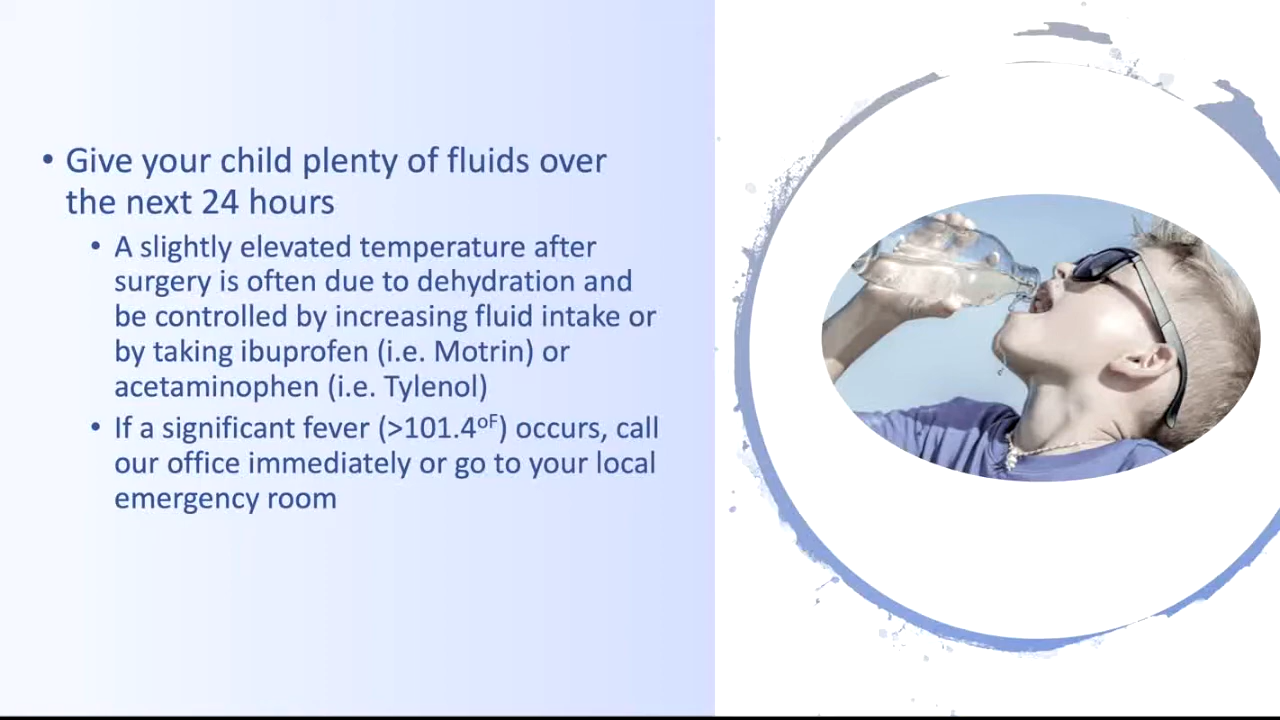 • Give your child plenty of fluids over
the next 24 hours
• A slightly elevated temperature after
surgery is often due to dehydration and
be controlled by increasing fluid intake or
by taking ibuprofen (i.e. Motrin) or
acetaminophen (i.e. Tylenol)
• If a significant fever (>101.4oF) occurs, call
our office immediately or go to your local
emergency room